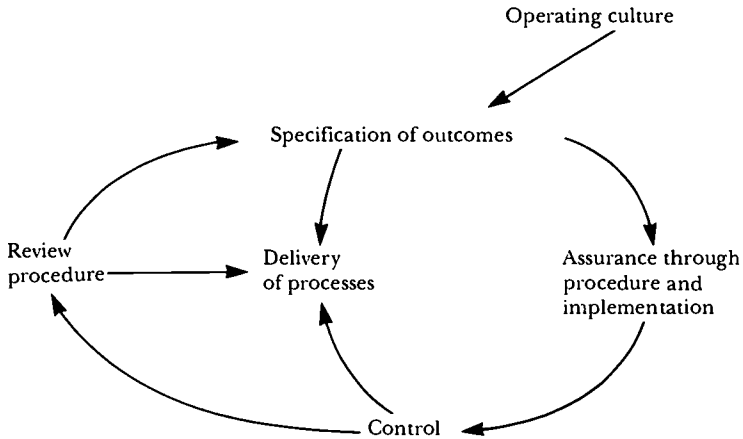 Operating culture
Specification of outcomes
Review
procedure
Delivery
of processes
Assurance through
procedure and
implementation
Control